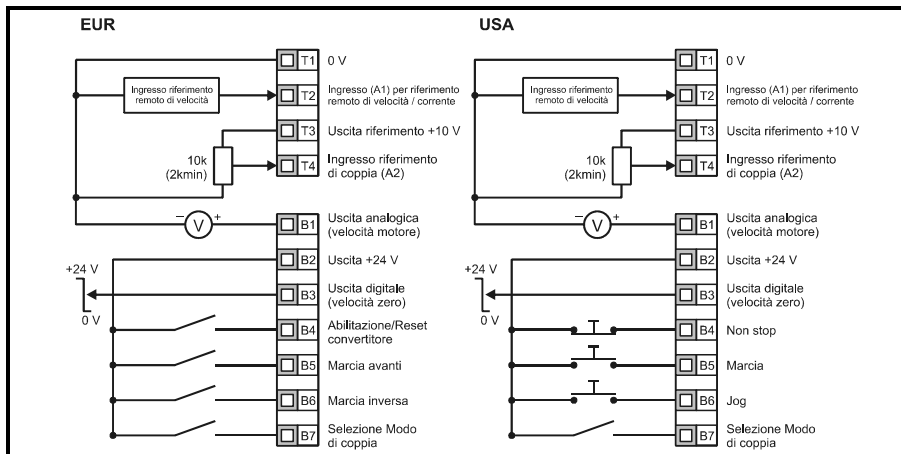 EUR
T1 0 V
Ingresso riferimento
remoto di velocità
T2 Ingresso (A1) per riferimento
remoto di velocità / corrente
T3 Uscita riferimento +10 V
10k
(2kmin)
T4 Ingresso riferimento
di coppia (A2)
– V +
B1 Uscita analogica
(velocità motore)
B2 Uscita +24 V
+24 V
0 V
B3 Uscita digitale
(velocità zero)
B4 Abilitazione/Reset
convertitore
B5 Marcia avanti
B6 Marcia inversa
B7 Selezione Modo
di coppia
USA
T1 0 V
Ingresso riferimento
remoto di velocità
T2 Ingresso (A1) per riferimento
remoto di velocità / corrente
T3 Uscita riferimento +10 V
10k
(2kmin)
T4 Ingresso riferimento
di coppia (A2)
– V +
B1 Uscita analogica
(velocità motore)
B2 Uscita +24 V
+24 V
0 V
B3 Uscita digitale
(velocità zero)
B4 Non stop
B5 Marcia
B6 Jog
B7 Selezione Modo
di coppia